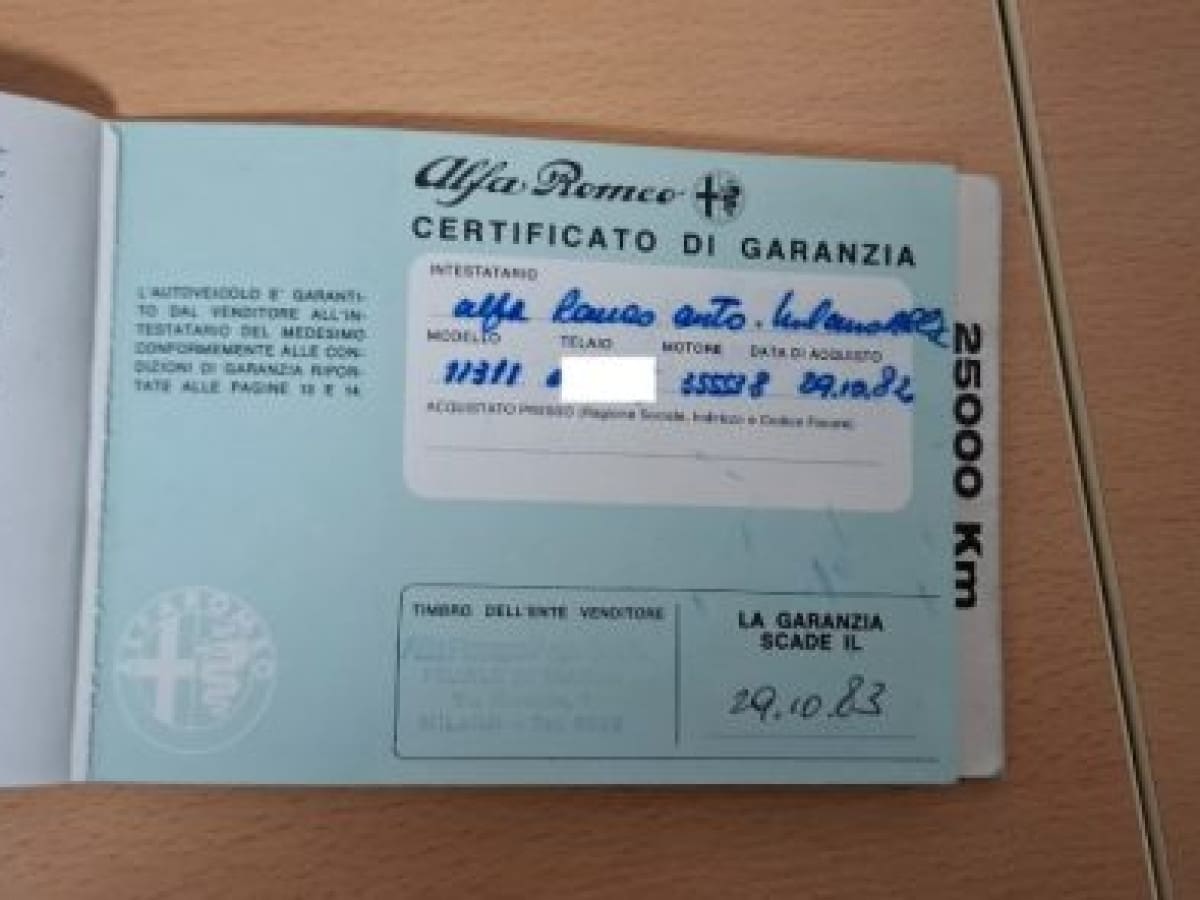 L'AUTOVEICOLO E' GARANTI-
TO DAL VENDITORE ALL'IN-
TESTATARIO DEL MEDESIMO
CONFORMEMENTE ALLE CON-
DIZIONI DI GARANZIA RIPOR-
TATE ALLE PAGINE 13 E 14
Alfa Romeo
CERTIFICATO DI GARANZIA
INTESTATARIO
Alfa Romeo auto.
MODELLO TELAIO MOTORE DATA DI ACQUISTO
29.10.82
ACQUISTATO PRESSO (Ragione Sociale, Indirizzo e Codice Fiscale)
TIMBRO DELL'ENTE VENDITORE
MILANO
LA GARANZIA
SCADE IL
29.10.83
25000 Km